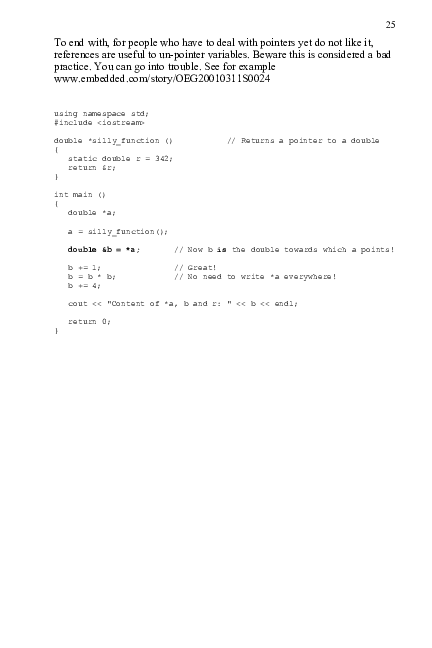 25
To end with, for people who have to deal with pointers yet do not like it,
references are useful to un-pointer variables. Beware this is considered a bad
practice. You can go into trouble. See for example
www.embedded.com/story/OEG20010311S0024
using namespace std;
#include <iostream>
double *silly_function ()            // Returns a pointer to a double
{
   static double r = 342;
   return &r;
}
int main ()
{
   double *a;
   a = silly_function();
   double &b = *a;       // Now b is the double towards which a points!
   b += 1;               // Great!
   b = b * b;            // No need to write *a everywhere!
   b += 4;
   cout << "Content of *a, b and r: " << b << endl;
   return 0;
}